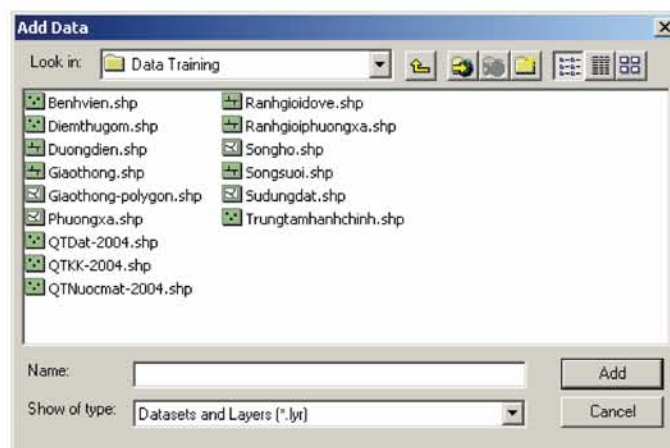 Add Data
Look in: Data Training
Benhvien.shp
Diemthugom.shp
Duongdien.shp
Giaothong.shp
Giaothong-polygon.shp
Phuongxa.shp
QTDat-2004.shp
QTKK-2004.shp
QTNuocmat-2004.shp
Ranhgioidove.shp
Ranhgioiphuongxa.shp
Songho.shp
Songsuoi.shp
Sudungdat.shp
Trungtamhanhchinh.shp
Name: Add
Show of type: Datasets and Layers (*.lyr) Cancel